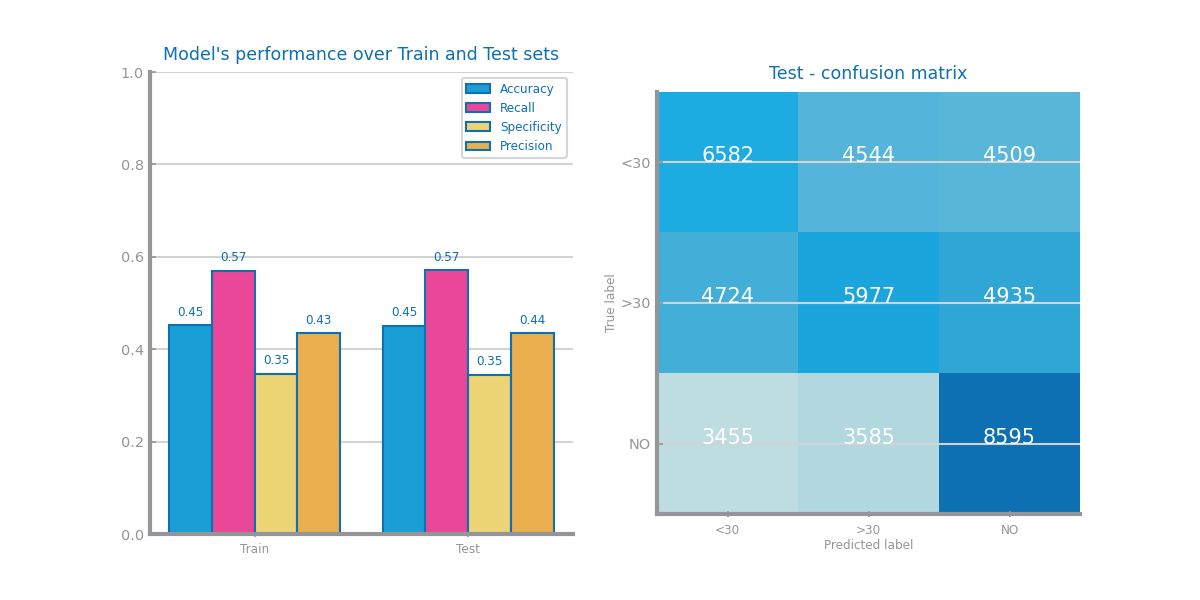 Model's performance over Train and Test sets
1.0
0.8
0.6
0.4
0.2
0.0
Accuracy
Recall
Specificity
Precision
0.45
0.57
0.35
0.43
0.45
0.57
0.35
0.44
Train
Test
Test - confusion matrix
True label
<30
6582 4544 4509
>30
4724 5977 4935
NO
3455 3585 8595
<30 >30 NO
Predicted label